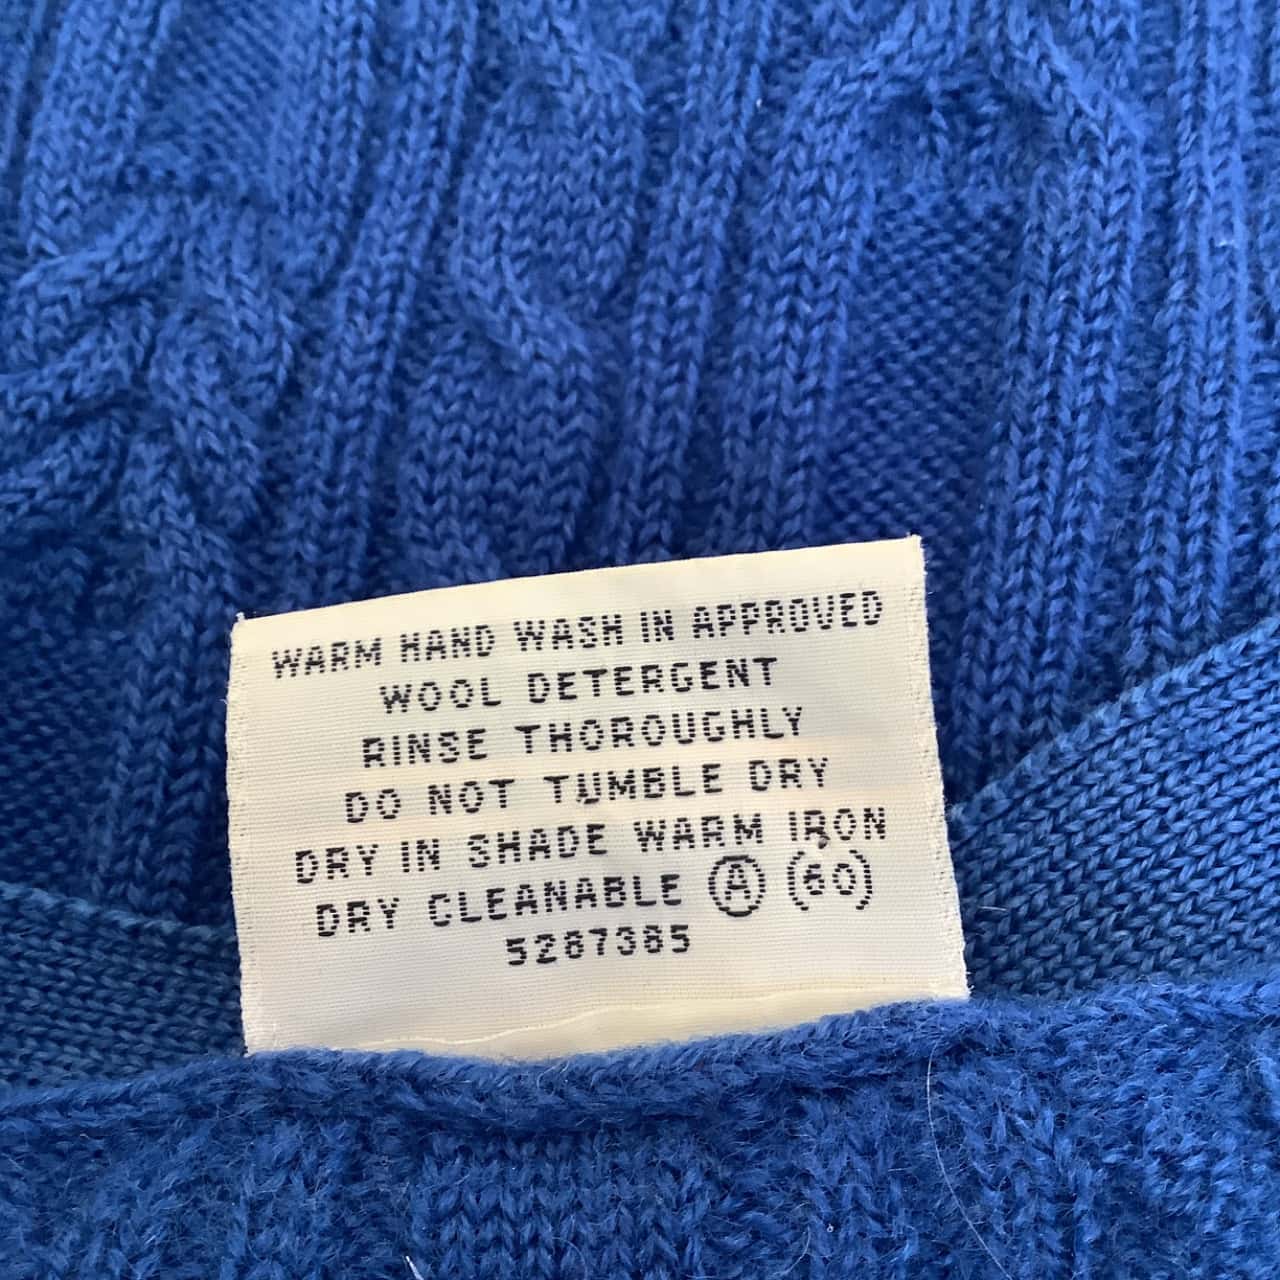 WARM HAND WASH IN APPROVED
WOOL DETERGENT
RINSE THOROUGHLY
DO NOT TUMBLE DRY
DRY IN SHADE WARM IRON
DRY CLEANABLE Ⓐ (60)
5287385